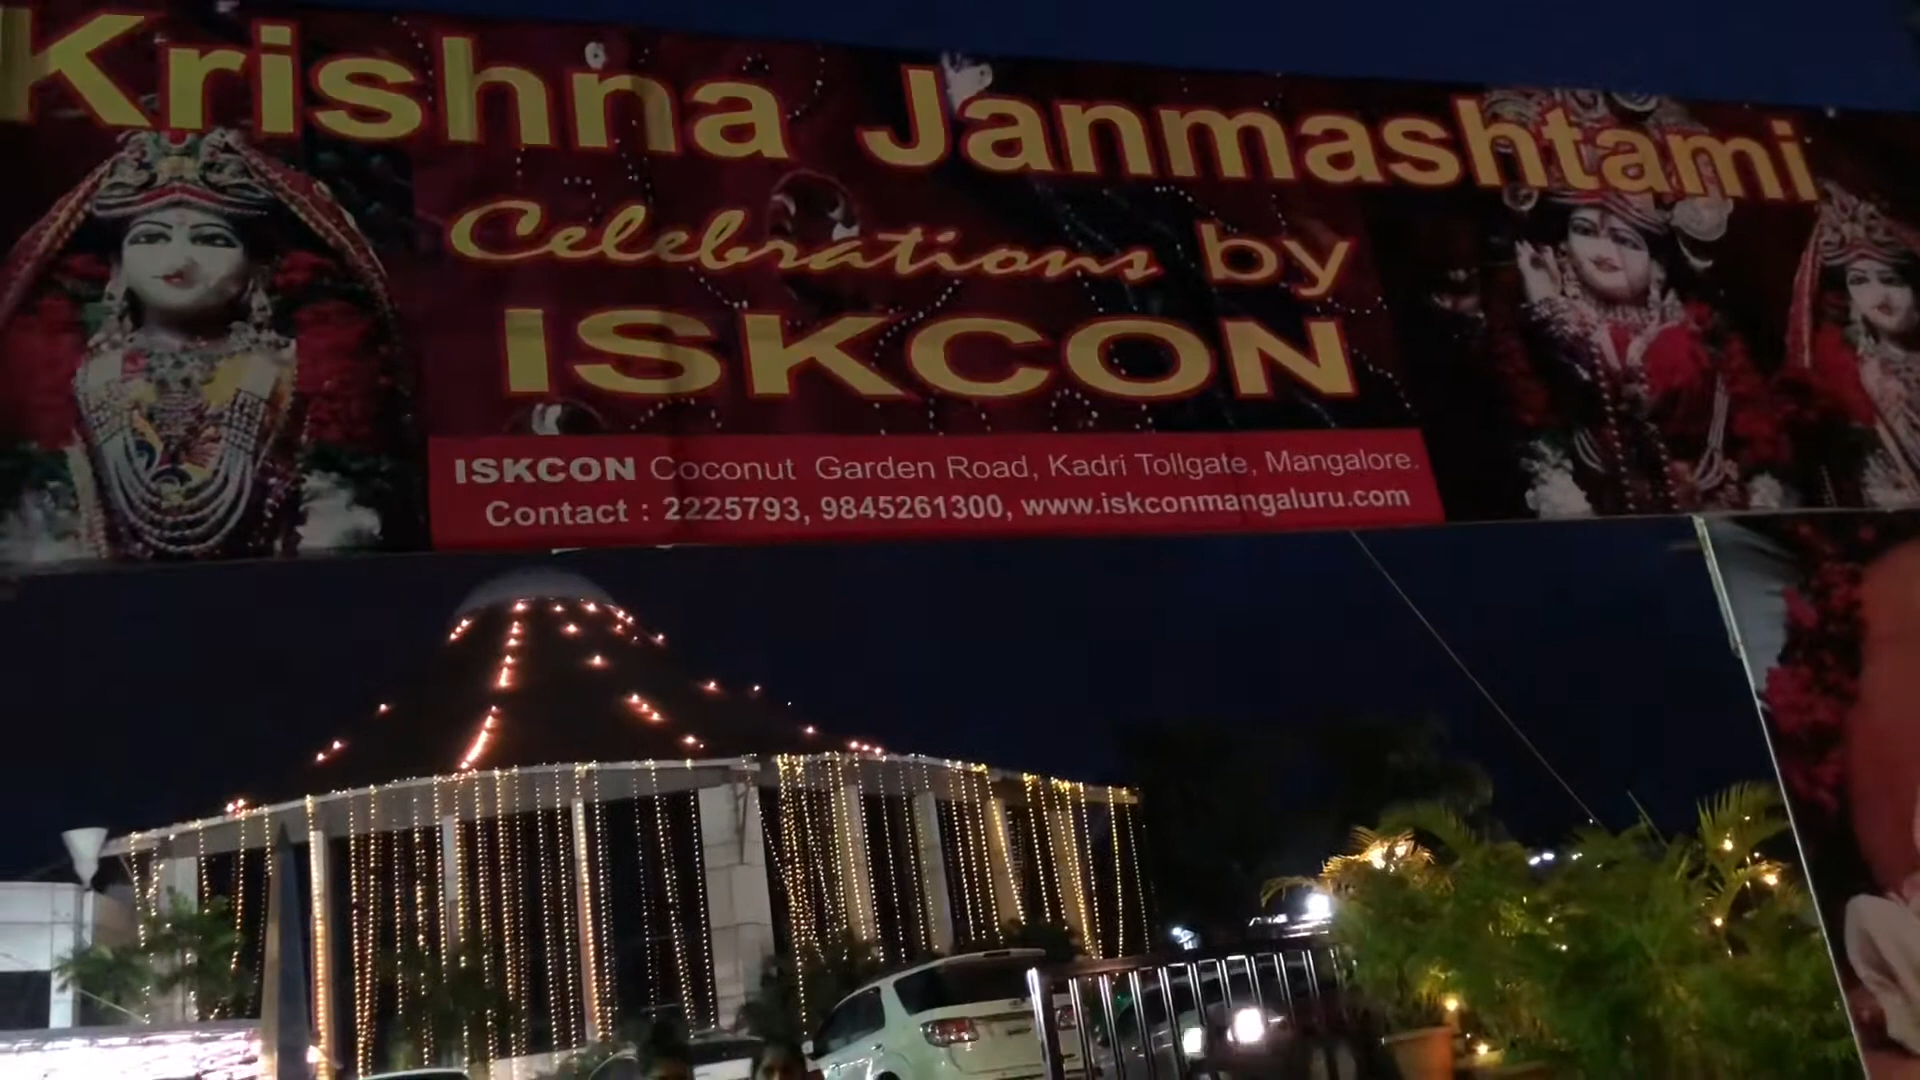 Krishna Janmashtami
Celebrations by
ISKCON
ISKCON Coconut Garden Road, Kadri Tollgate, Mangalore.
Contact : 2225793, 9845261300, www.iskconmangaluru.com